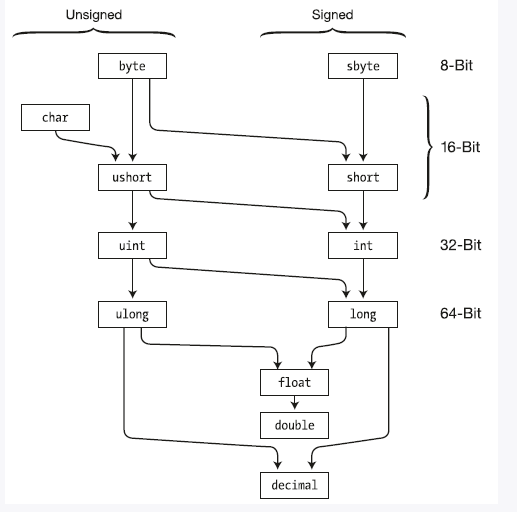 Unsigned
Signed
byte
sbyte
8-Bit
char
16-Bit
ushort
short
uint
int
32-Bit
ulong
long
64-Bit
float
double
decimal